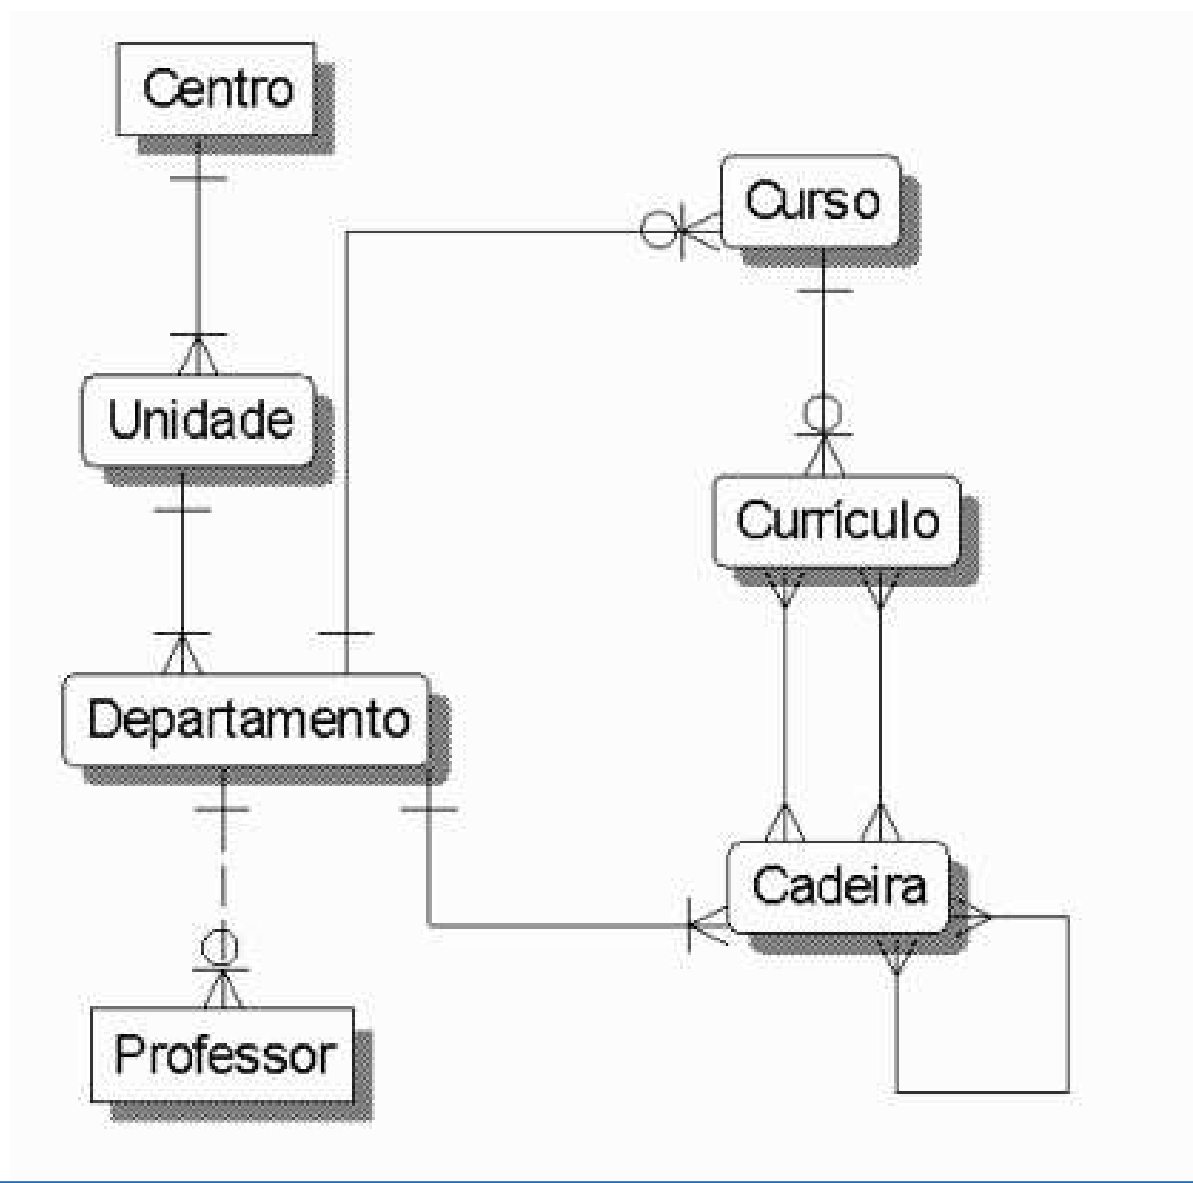 Centro
Curso
Unidade
Currículo
Departamento
Cadeira
Professor